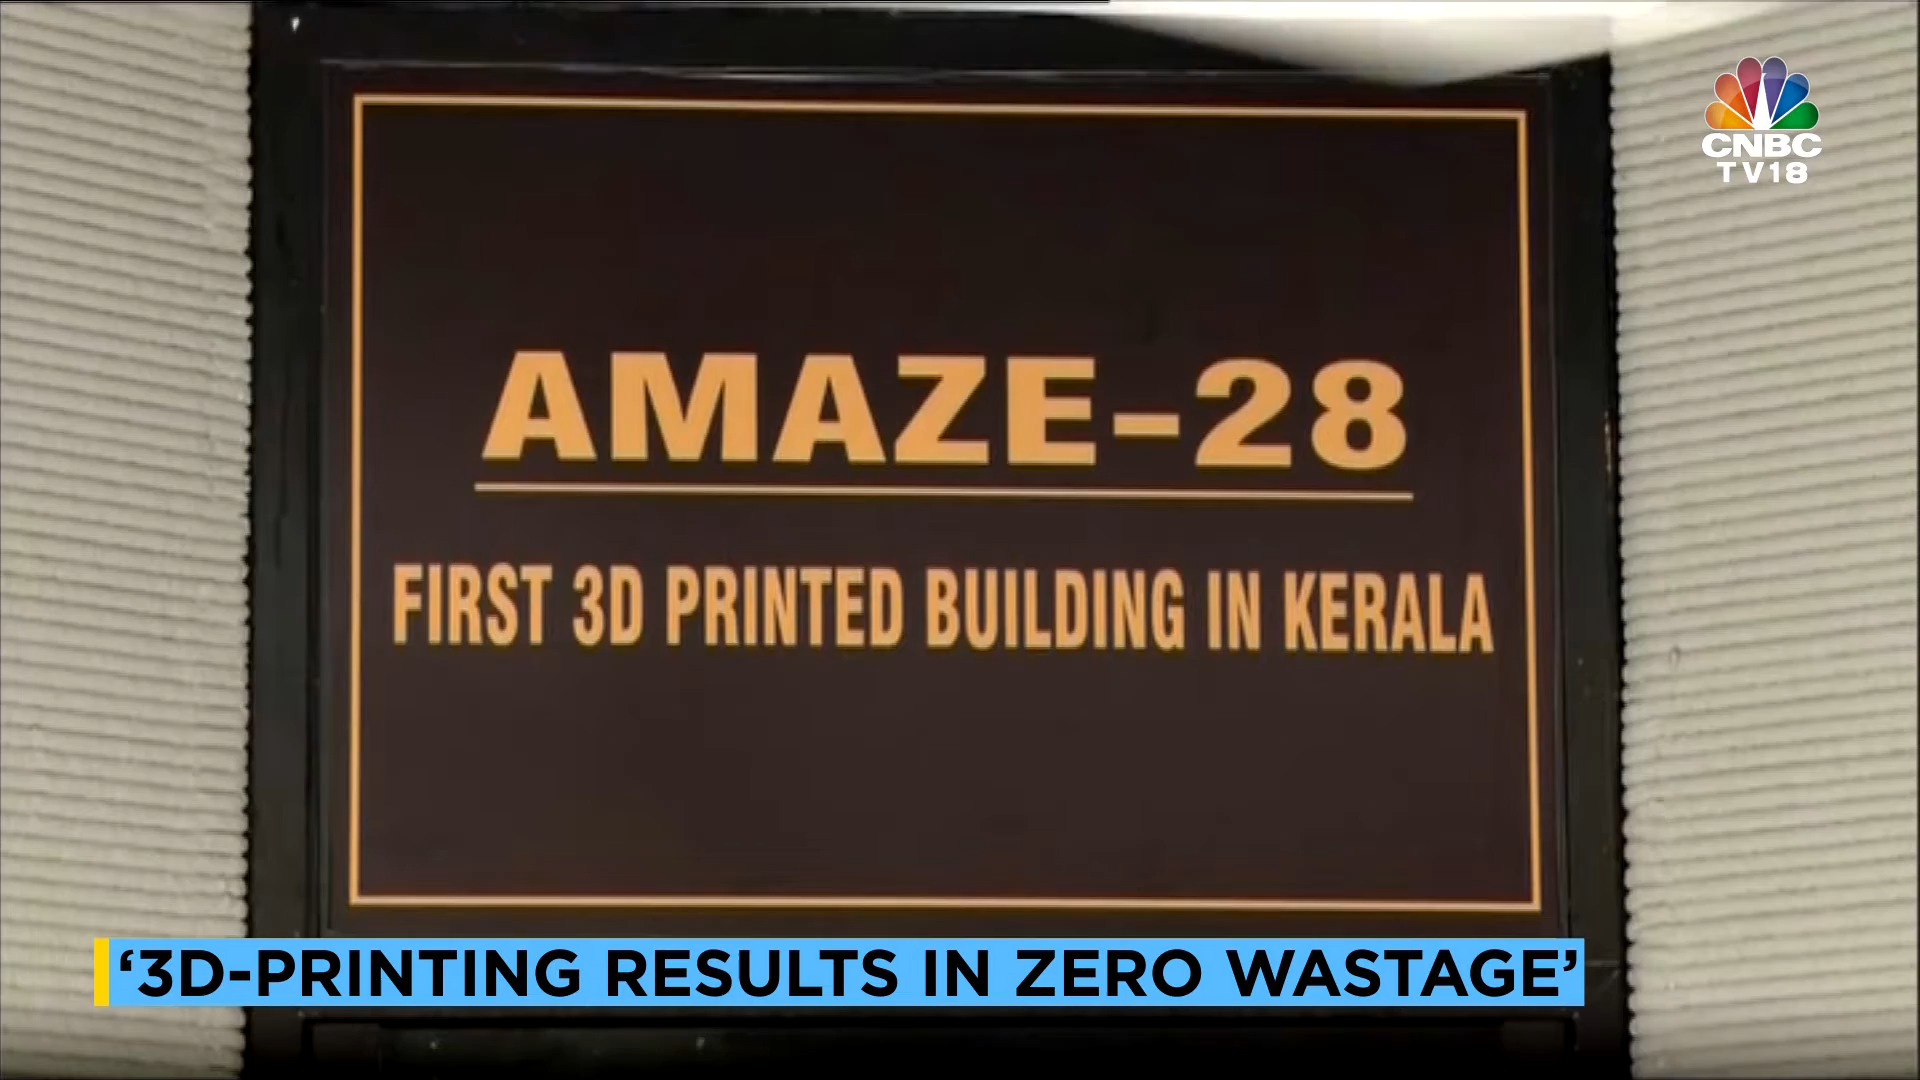 CNBC
TV18
AMAZE-28
FIRST 3D PRINTED BUILDING IN KERALA
‘3D-PRINTING RESULTS IN ZERO WASTAGE’